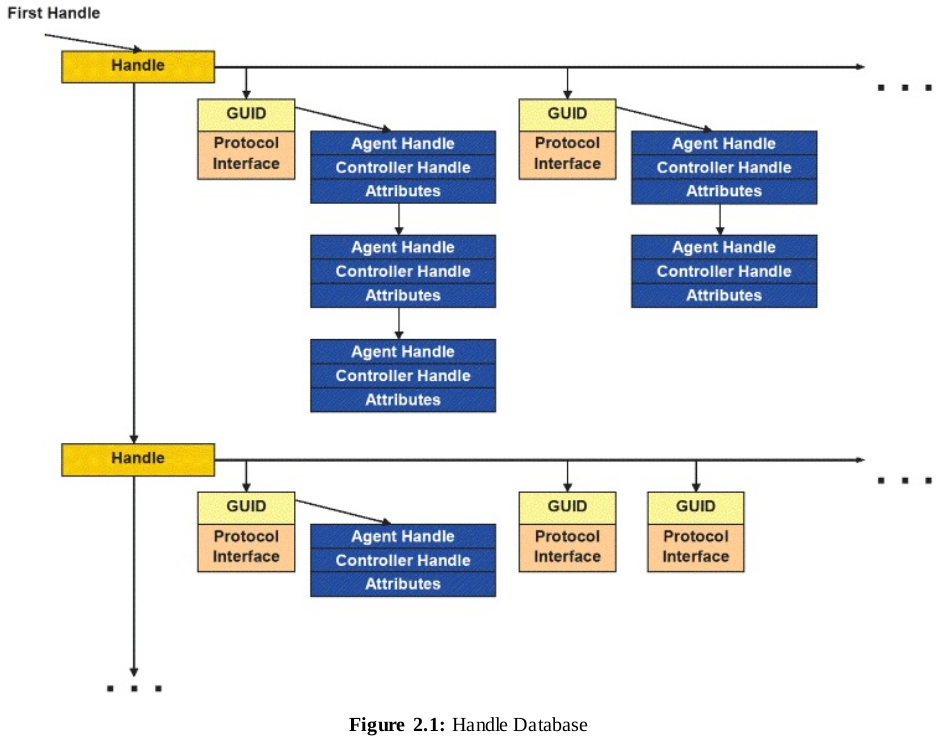 First Handle
Handle
. . .
GUID
Protocol
Interface
Agent Handle
Controller Handle
Attributes
Agent Handle
Controller Handle
Attributes
Agent Handle
Controller Handle
Attributes
GUID
Protocol
Interface
Agent Handle
Controller Handle
Attributes
Agent Handle
Controller Handle
Attributes
Handle
. . .
GUID
Protocol
Interface
Agent Handle
Controller Handle
Attributes
GUID
Protocol
Interface
GUID
Protocol
Interface
. . .
Figure 2.1: Handle Database